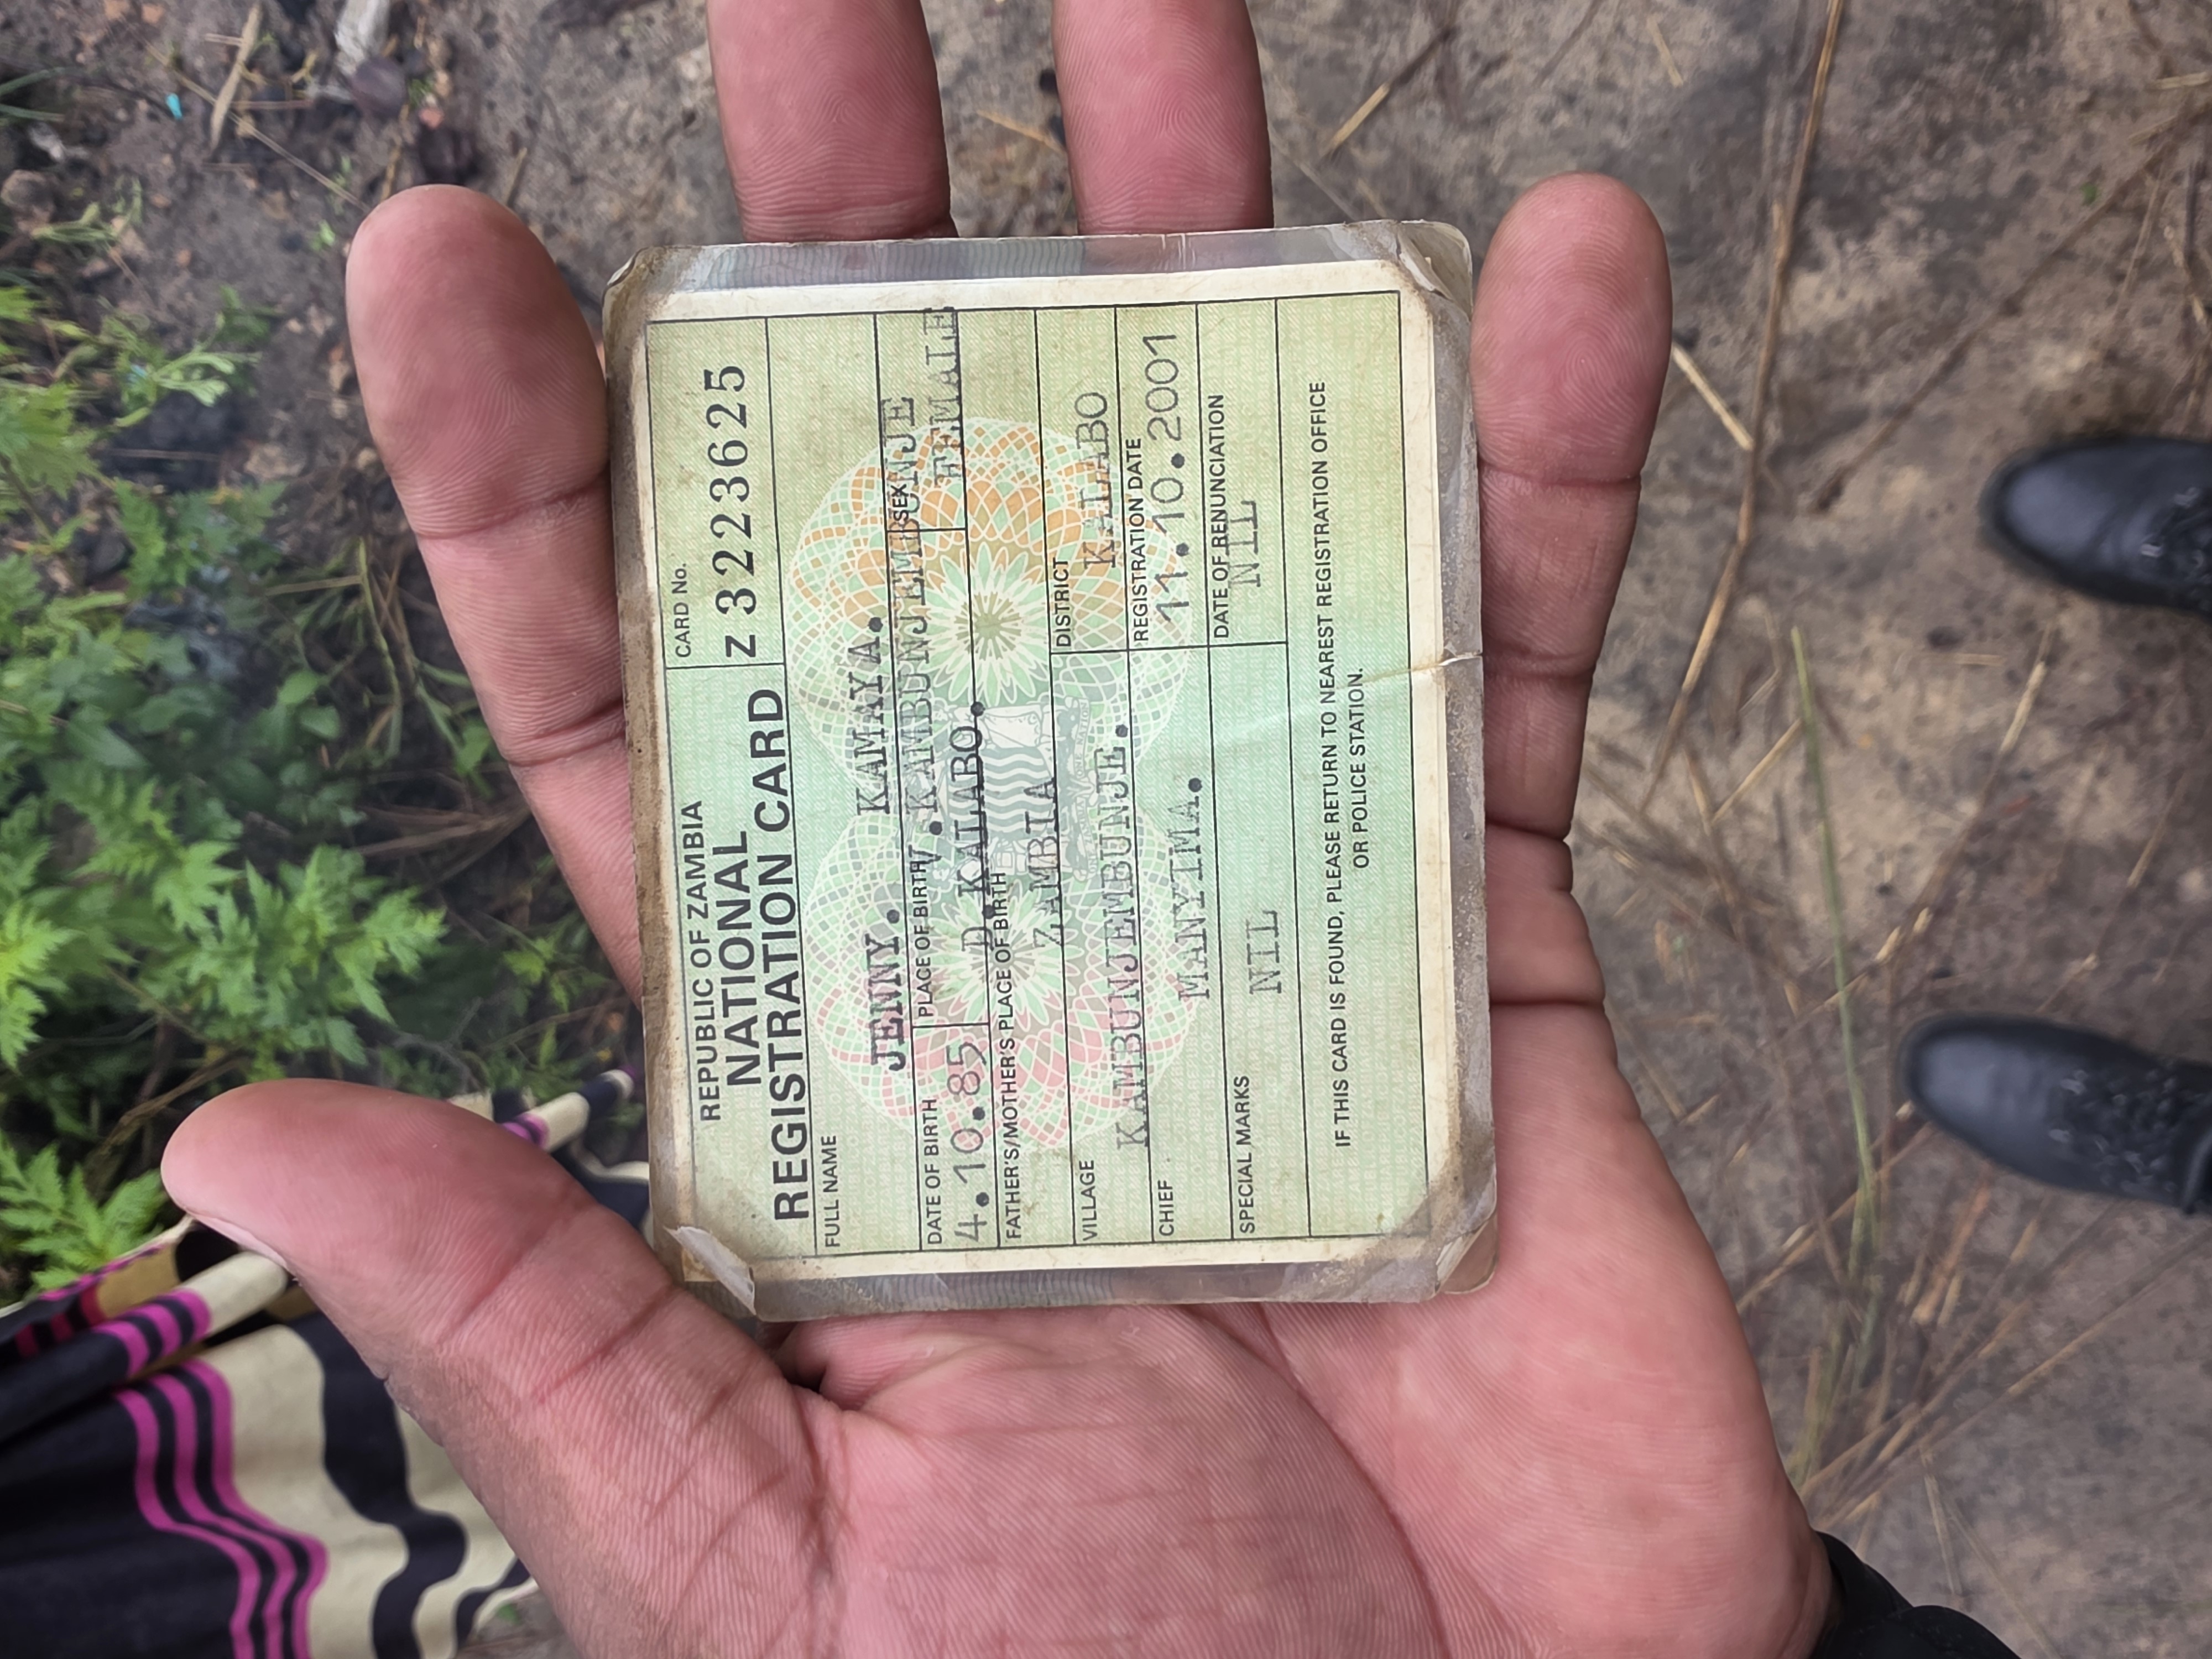 REPUBLIC OF ZAMBIA
NATIONAL
REGISTRATION CARD
CARD No.
Z 3223625
FULL NAME
JENNY. KAMAYA.
DATE OF BIRTH
4.10.85
PLACE OF BIRTH
V. KAMBUNJEMBUNJE
D.KALABO.
SEX
FEMALE
FATHER'S/MOTHER'S PLACE OF BIRTH
ZAMBIA
VILLAGE
KAMBUNJEMBUNJE.
DISTRICT
KALABO
CHIEF
MANYIMA.
REGISTRATION DATE
11.10.2001
SPECIAL MARKS
NIL
DATE OF RENUNCIATION
NIL
IF THIS CARD IS FOUND, PLEASE RETURN TO NEAREST REGISTRATION OFFICE
OR POLICE STATION.